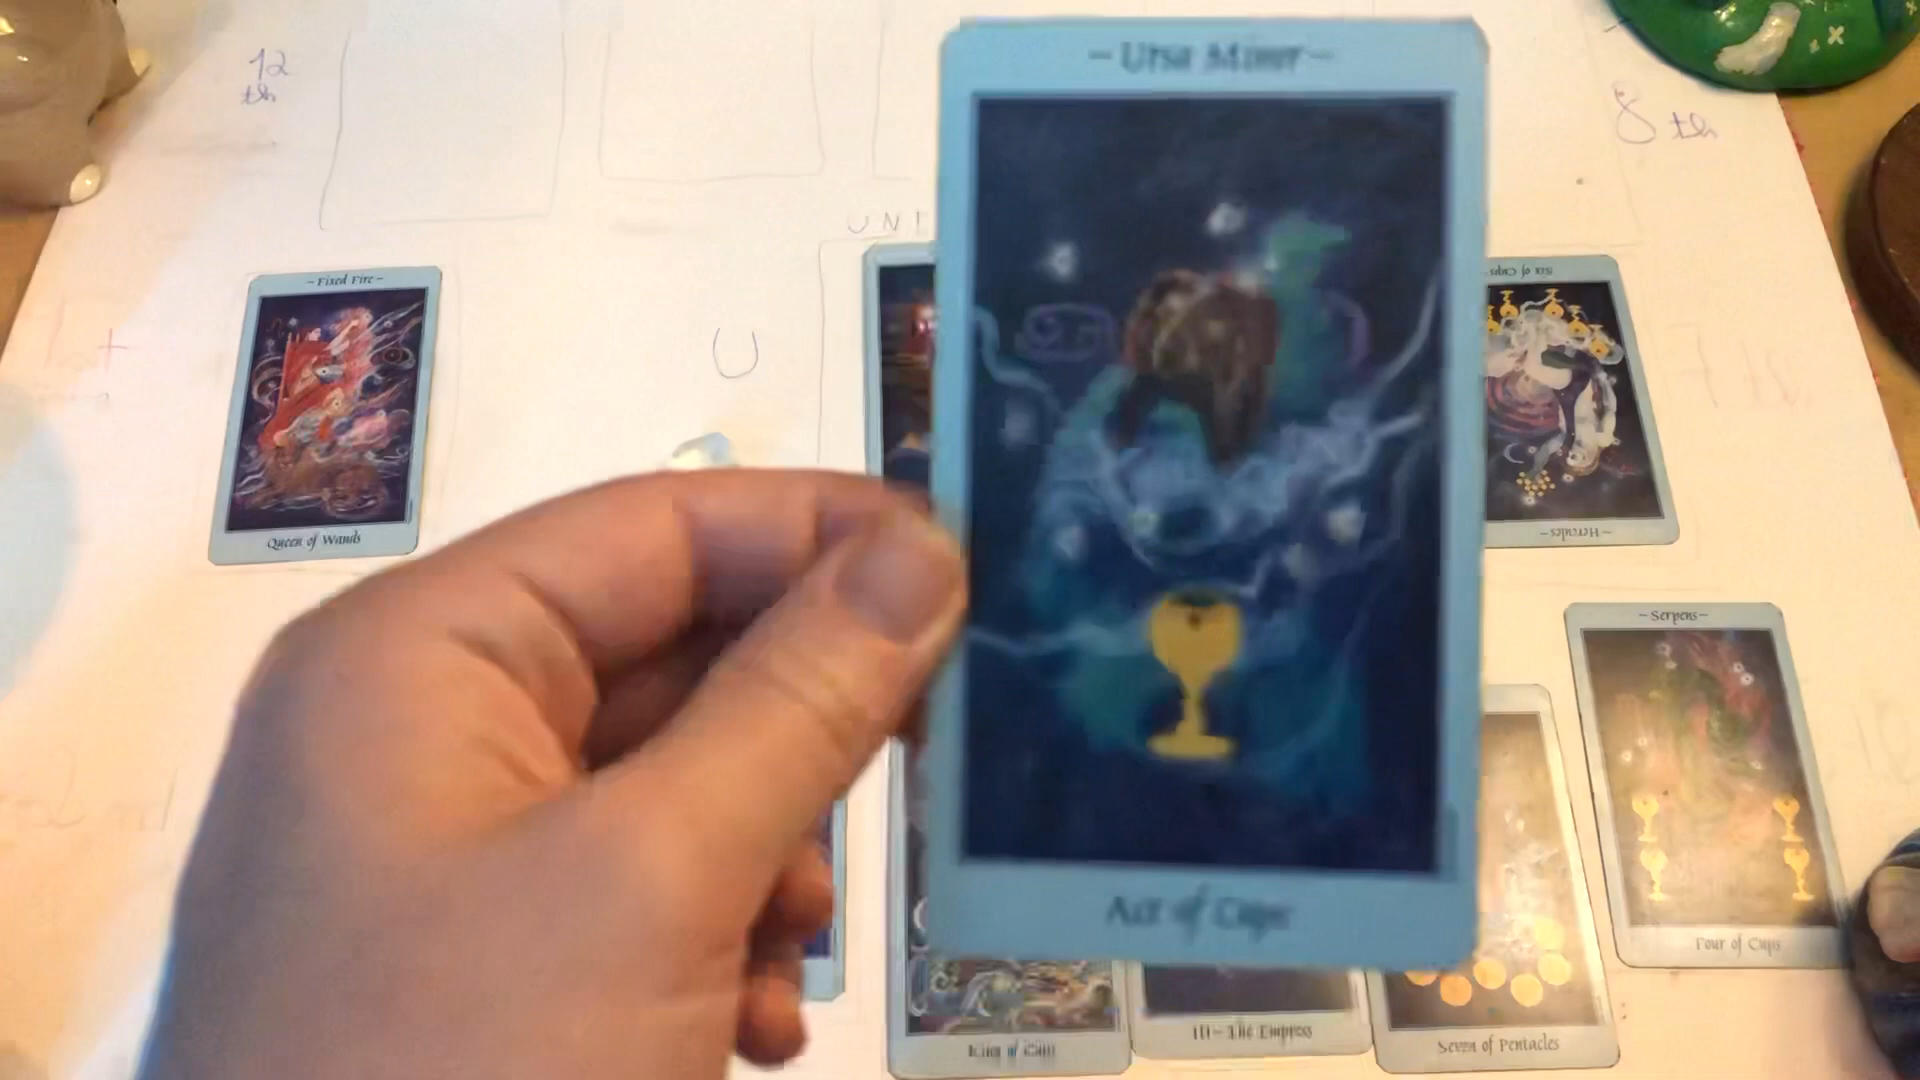 - Ursa Minor -
Ace of Cups
12
th
8 th
UNI
U
- Fixed Fire -
Queen of Wands
Six of Cups
- Hercules -
- Serpens -
Four of Cups
King of Cups
III - The Empress
Seven of Pentacles